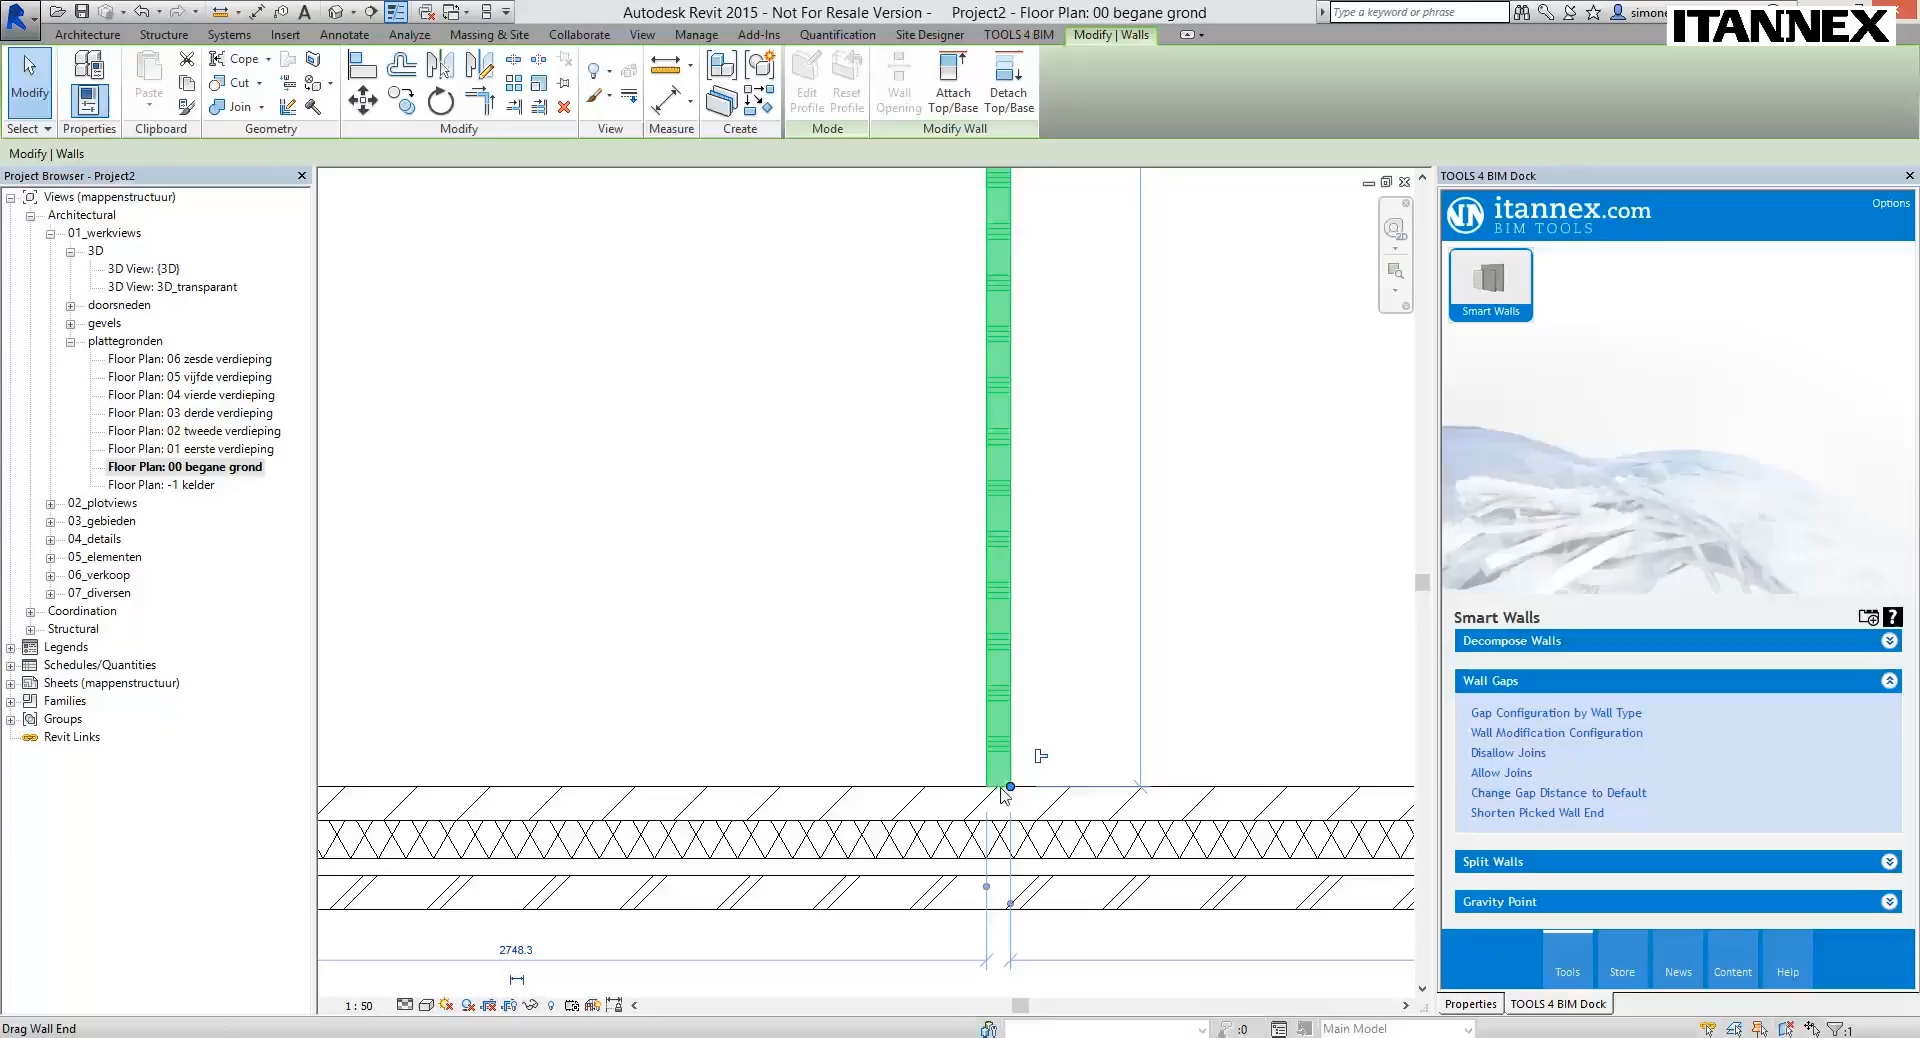 Autodesk Revit 2015 - Not For Resale Version - Project2 - Floor Plan: 00 begane grond
Type a keyword or phrase
simone
ITANNEX
Architecture Structure Systems Insert Annotate Analyze Massing & Site Collaborate View Manage Add-Ins Quantification Site Designer TOOLS 4 BIM Modify | Walls
Modify
Paste
Cope
Cut
Join
Edit Profile
Reset Profile
Wall Opening
Attach Top/Base
Detach Top/Base
Select Properties Clipboard Geometry Modify View Measure Create Mode Modify Wall
Modify | Walls
Project Browser - Project2
Views (mappenstructuur)
Architectural
01_werkviews
3D
3D View: {3D}
3D View: 3D_transparant
doorsneden
gevels
plattegronden
Floor Plan: 06 zesde verdieping
Floor Plan: 05 vijfde verdieping
Floor Plan: 04 vierde verdieping
Floor Plan: 03 derde verdieping
Floor Plan: 02 tweede verdieping
Floor Plan: 01 eerste verdieping
Floor Plan: 00 begane grond
Floor Plan: -1 kelder
02_plotviews
03_gebieden
04_details
05_elementen
06_verkoop
07_diversen
Coordination
Structural
Legends
Schedules/Quantities
Sheets (mappenstructuur)
Families
Groups
Revit Links
2D
2748.3
1 : 50
TOOLS 4 BIM Dock
itannex.com
BIM TOOLS
Options
Smart Walls
Smart Walls
?
Decompose Walls
Wall Gaps
Gap Configuration by Wall Type
Wall Modification Configuration
Disallow Joins
Allow Joins
Change Gap Distance to Default
Shorten Picked Wall End
Split Walls
Gravity Point
Tools Store News Content Help
Properties TOOLS 4 BIM Dock
Drag Wall End
:0
Main Model
:1